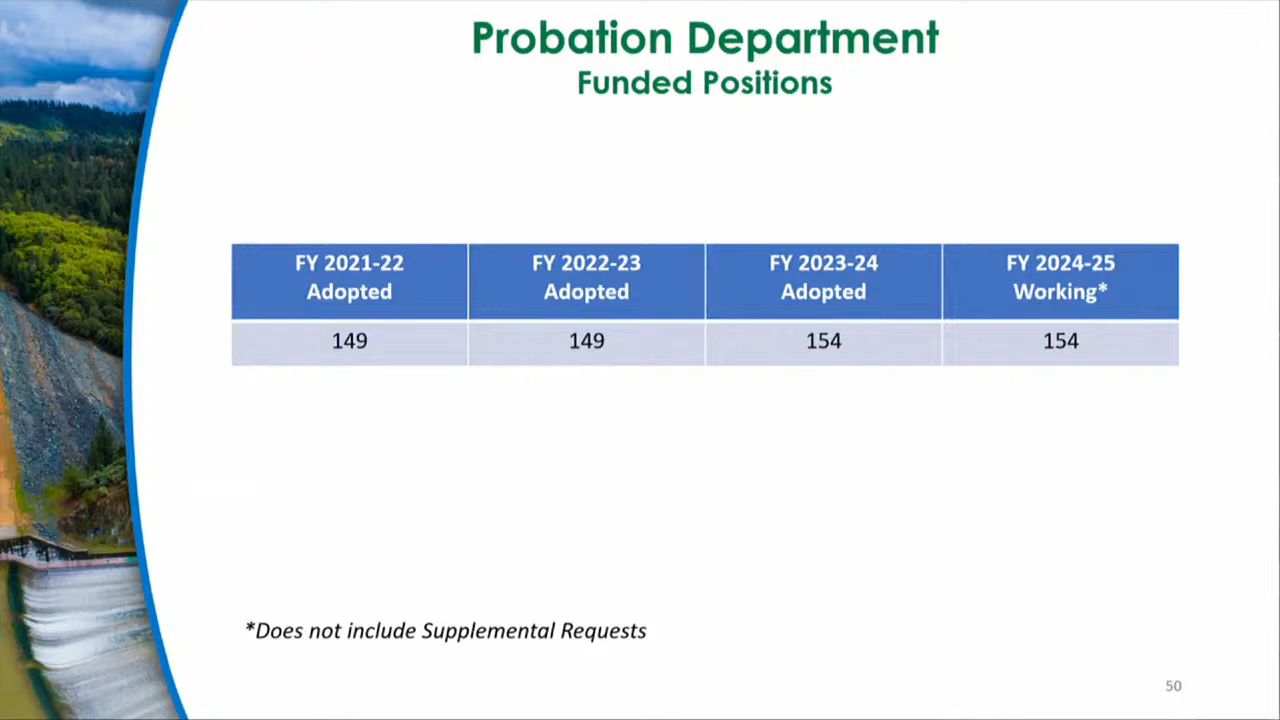 Probation Department
Funded Positions
FY 2021-22 Adopted
FY 2022-23 Adopted
FY 2023-24 Adopted
FY 2024-25 Working*
149
149
154
154
*Does not include Supplemental Requests
50